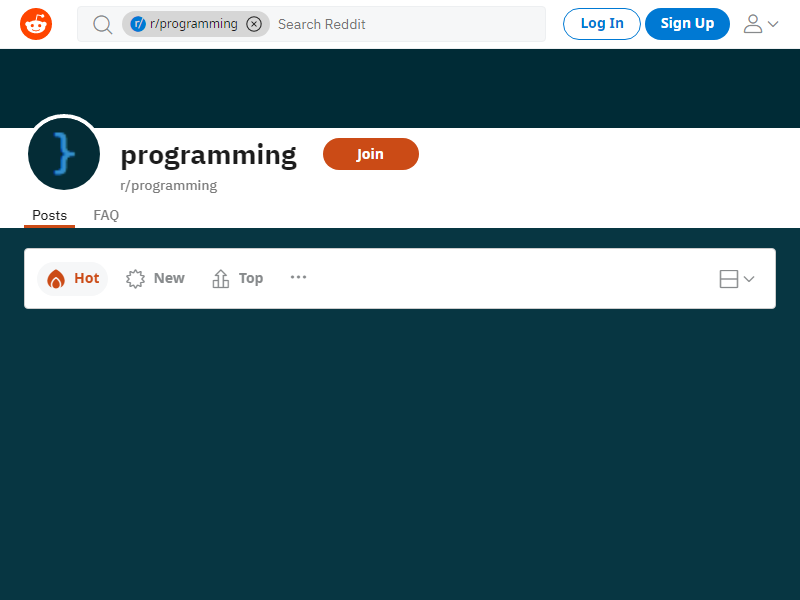 r/ r/programming Search Reddit Log In Sign Up
}
programming Join
r/programming
Posts FAQ
Hot New Top ...